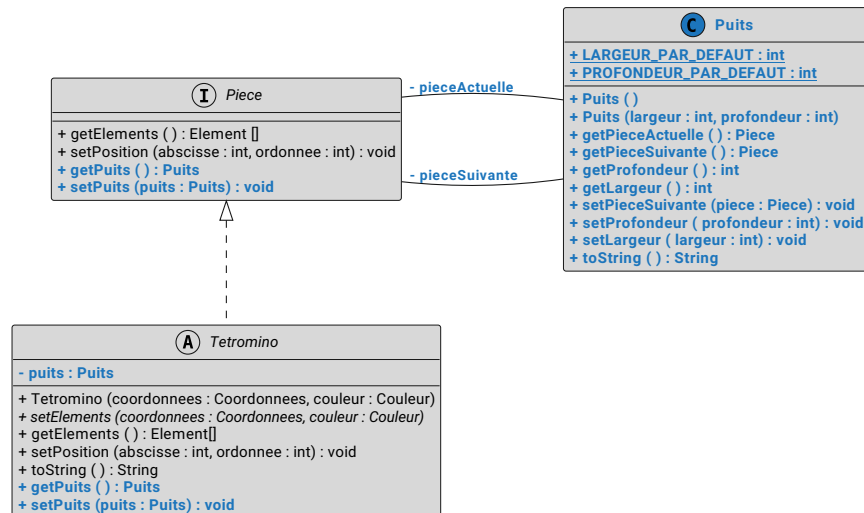 C Puits
+ LARGEUR_PAR_DEFAUT : int
+ PROFONDEUR_PAR_DEFAUT : int
+ Puits ( )
+ Puits (largeur : int, profondeur : int)
+ getPieceActuelle ( ) : Piece
+ getPieceSuivante ( ) : Piece
+ getProfondeur ( ) : int
+ getLargeur ( ) : int
+ setPieceSuivante (piece : Piece) : void
+ setProfondeur ( profondeur : int) : void
+ setLargeur ( largeur : int) : void
+ toString ( ) : String
- pieceActuelle
- pieceSuivante
I Piece
+ getElements ( ) : Element []
+ setPosition (abscisse : int, ordonnee : int) : void
+ getPuits ( ) : Puits
+ setPuits (puits : Puits) : void
A Tetromino
- puits : Puits
+ Tetromino (coordonnees : Coordonnees, couleur : Couleur)
+ setElements (coordonnees : Coordonnees, couleur : Couleur)
+ getElements ( ) : Element[]
+ setPosition (abscisse : int, ordonnee : int) : void
+ toString ( ) : String
+ getPuits ( ) : Puits
+ setPuits (puits : Puits) : void